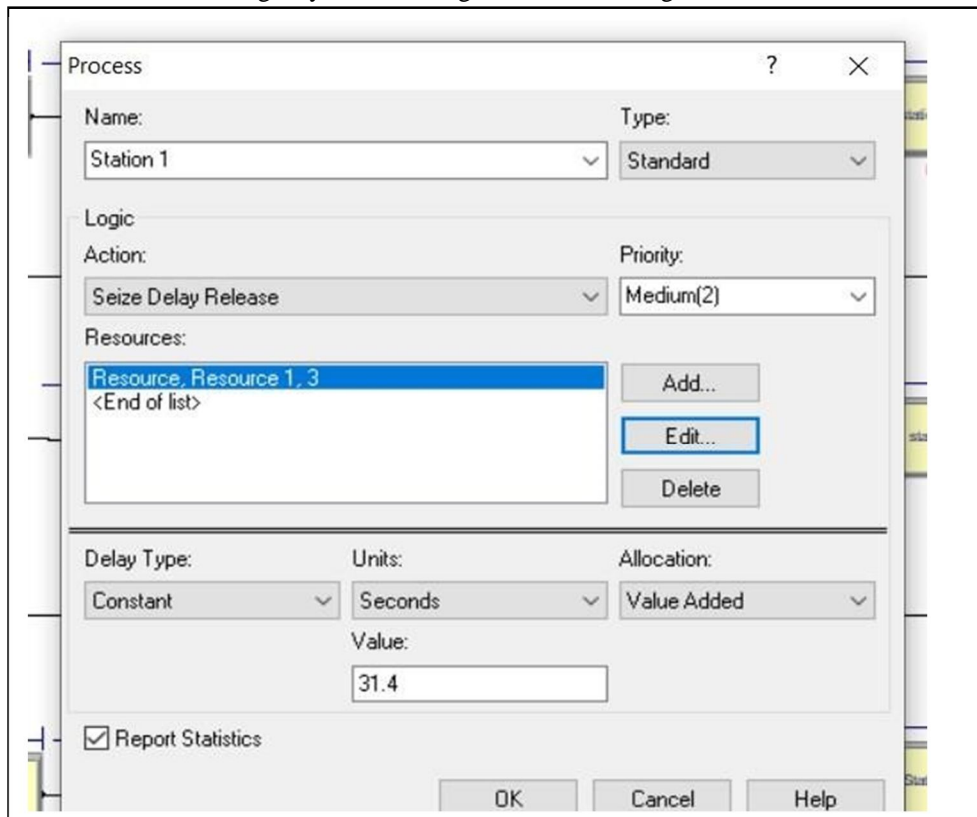 Process ?
Name: Type:
Station 1 Standard
Logic
Action: Priority:
Seize Delay Release Medium(2)
Resources:
Resource, Resource 1, 3 Add...
<End of list>
Edit...
Delete
Delay Type: Units: Allocation:
Constant Seconds Value Added
Value:
31.4
Report Statistics
OK Cancel Help